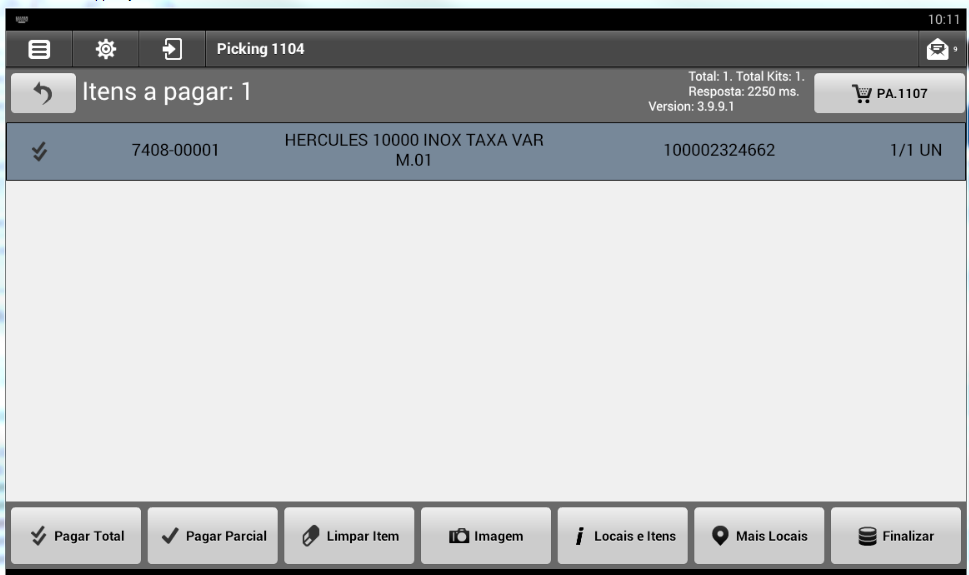 10:11
Picking 1104
9
Itens a pagar: 1
Total: 1. Total Kits: 1.
Resposta: 2250 ms.
Version: 3.9.9.1
PA.1107
7408-00001
HERCULES 10000 INOX TAXA VAR
M.01
100002324662
1/1 UN
Pagar Total
Pagar Parcial
Limpar Item
Imagem
Locais e Itens
Mais Locais
Finalizar